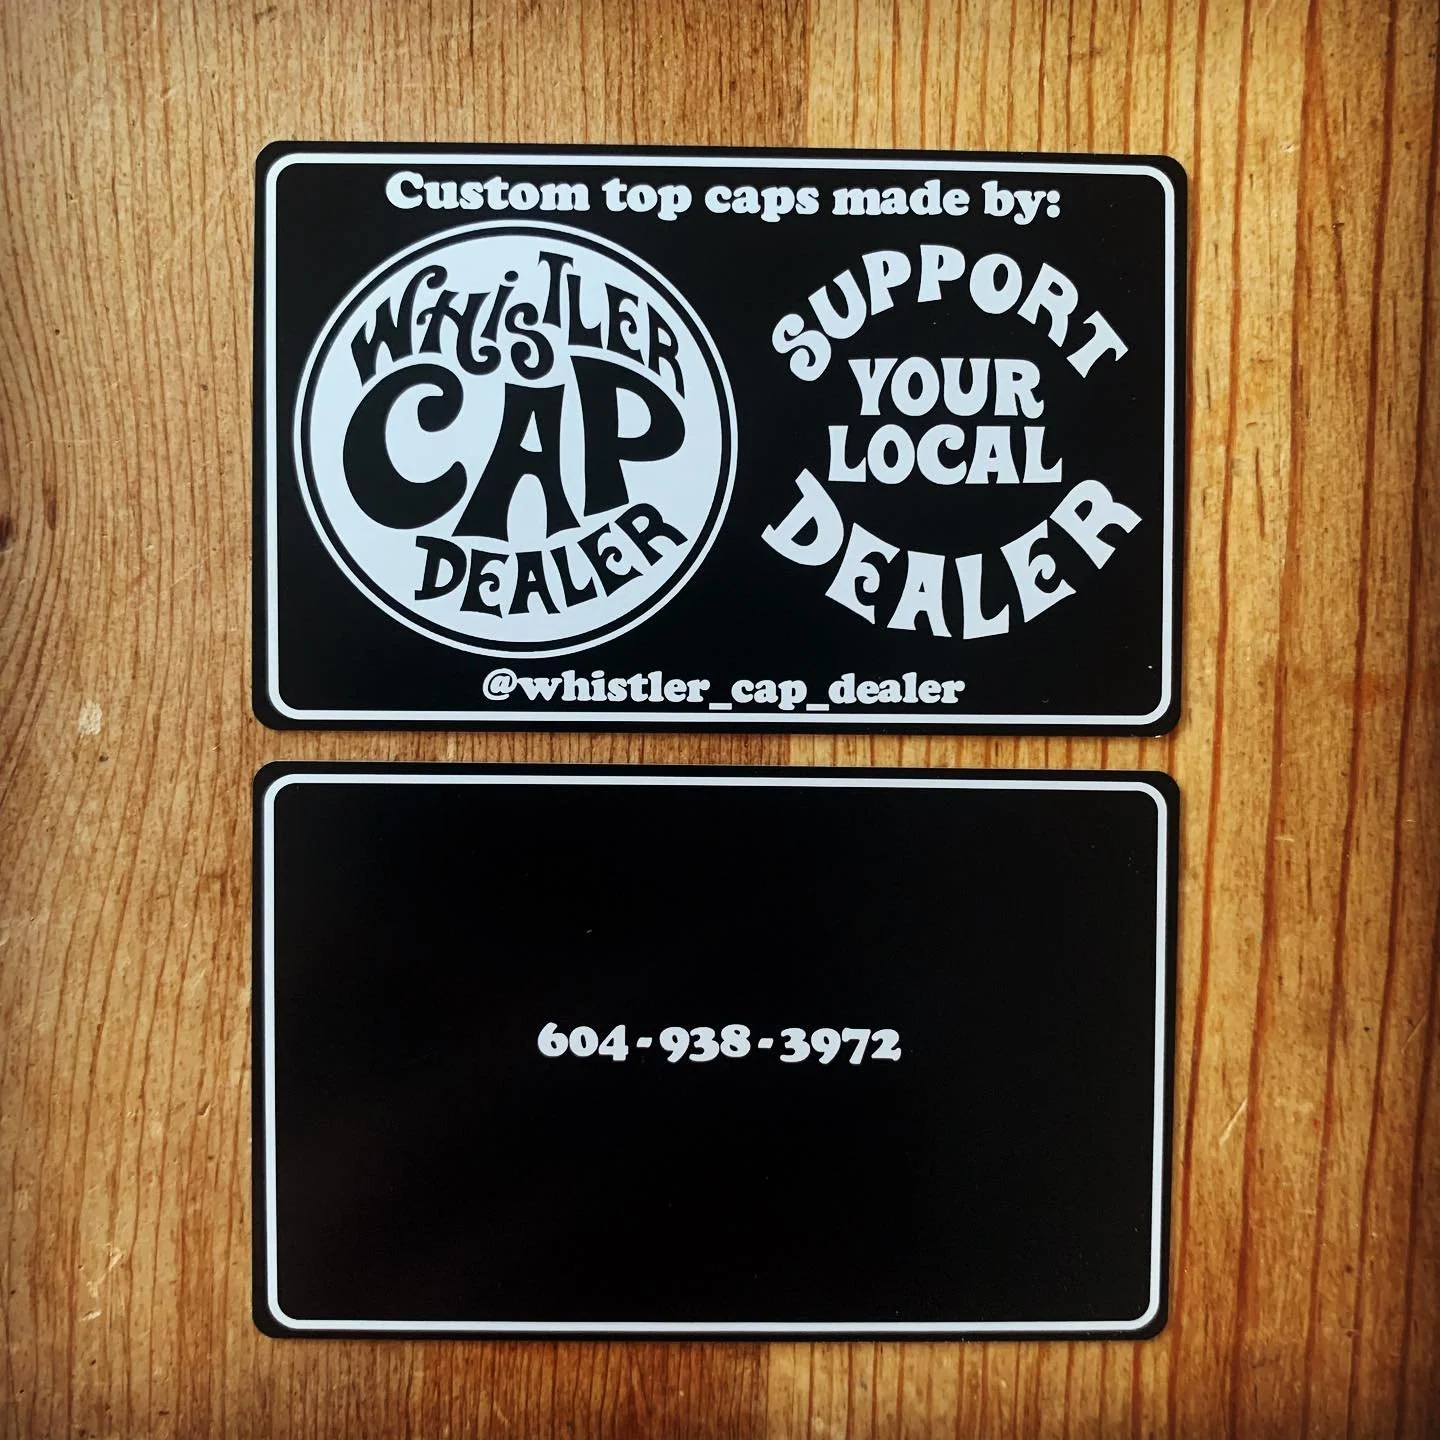 Custom top caps made by:
WHiSTLER
CAP
DEALER
SUPPORT
YOUR
LOCAL
DEALER
@whistler_cap_dealer
604-938-3972